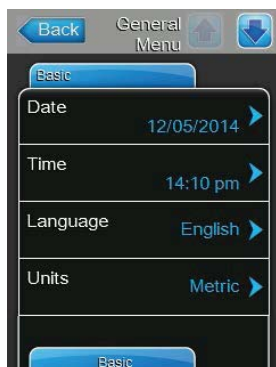 Back
General
Menu
Basic
Date
12/05/2014
Time
14:10 pm
Language
English
Units
Metric
Basic